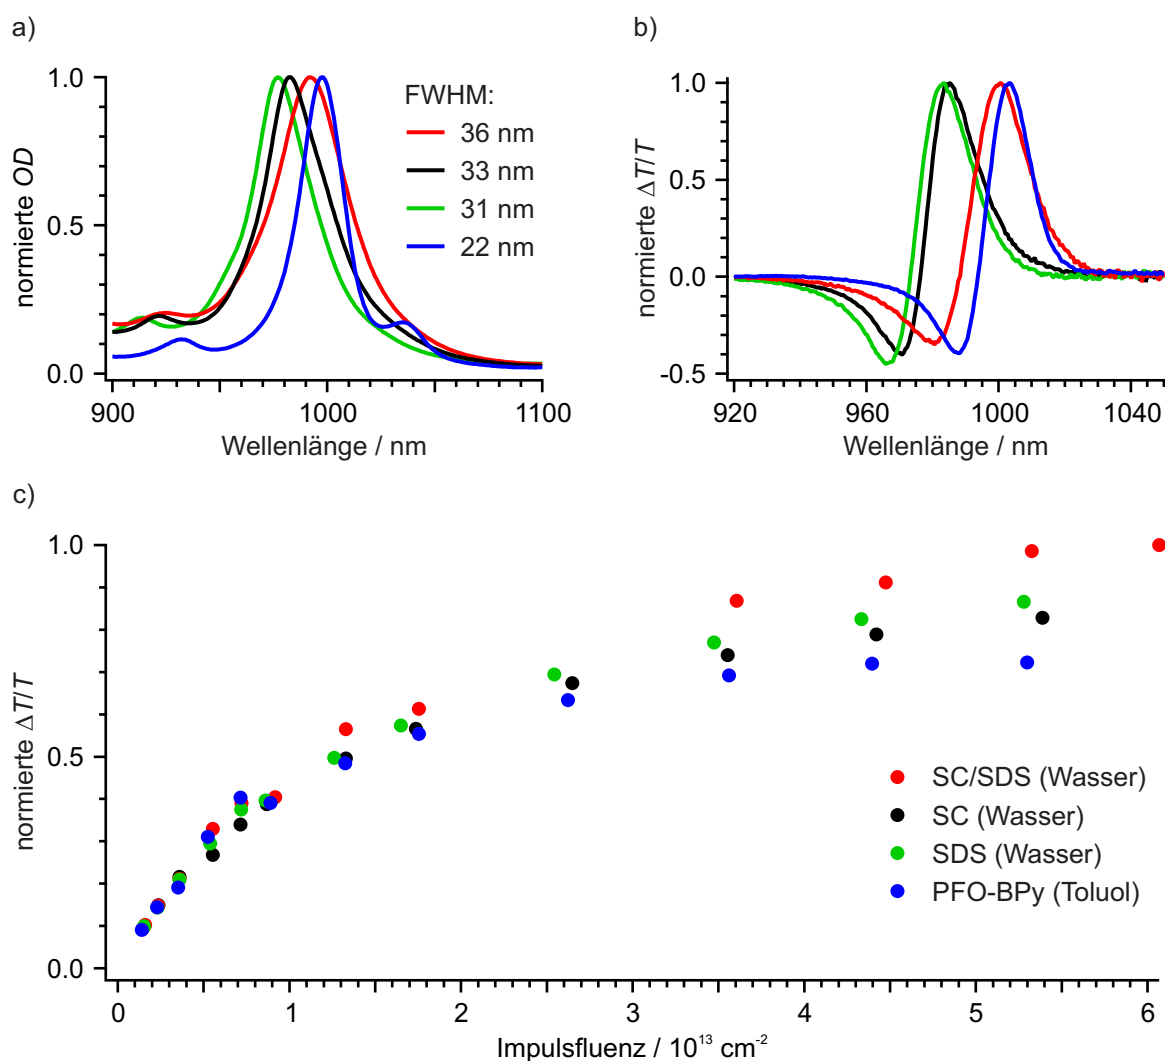 a)
normierte OD
1.0
0.5
0.0
900
1000
1100
Wellenlänge / nm
FWHM:
36 nm
33 nm
31 nm
22 nm
b)
normierte ΔT/T
1.0
0.5
0.0
-0.5
920
960
1000
1040
Wellenlänge / nm
c)
normierte ΔT/T
1.0
0.5
0.0
0
1
2
3
4
5
6
Impulsfluenz / 10¹³ cm⁻²
SC/SDS (Wasser)
SC (Wasser)
SDS (Wasser)
PFO-BPy (Toluol)